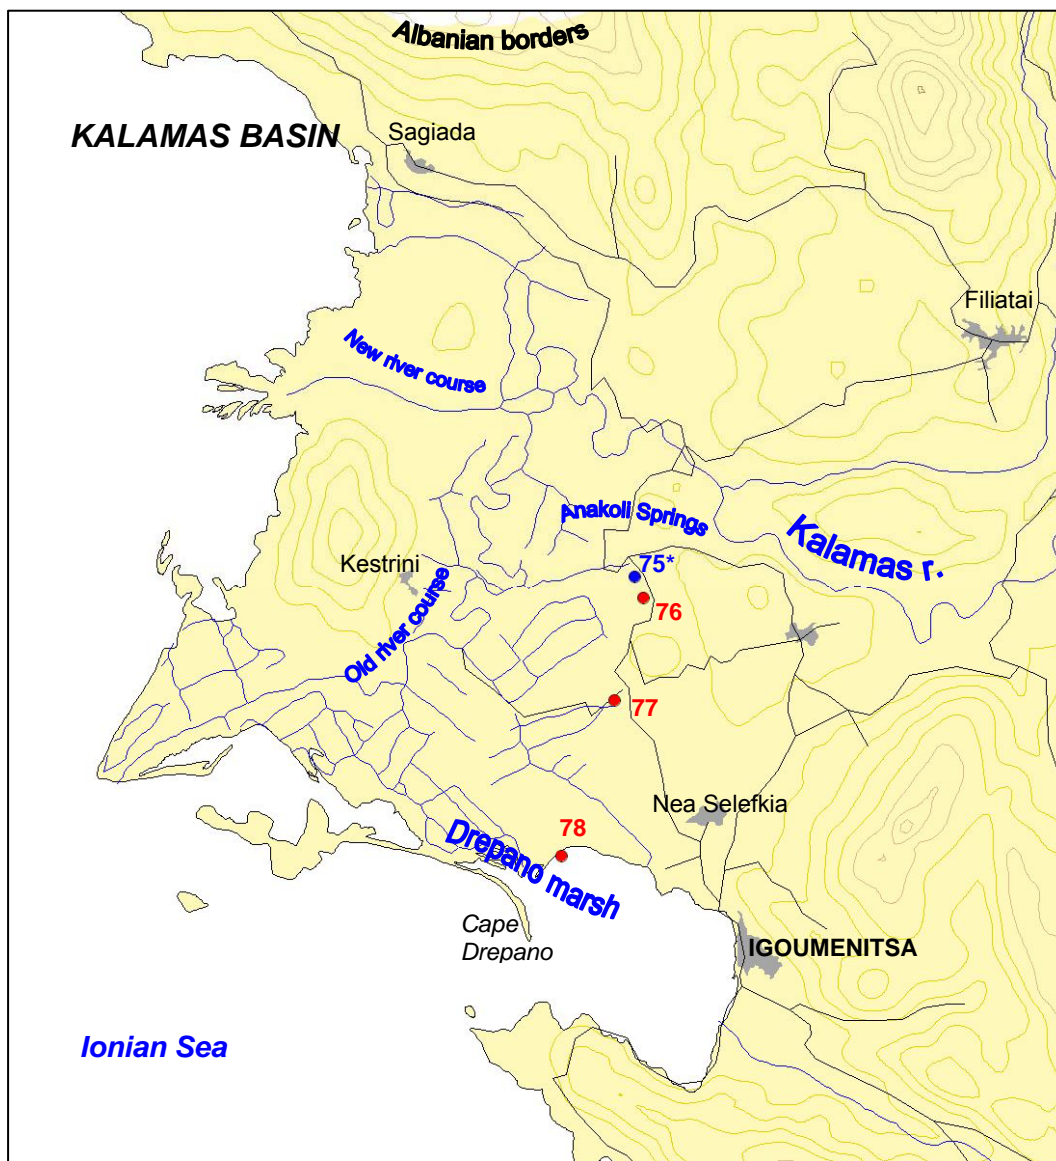 Albanian borders
KALAMAS BASIN
Sagiada
Filiatai
New river course
Anakoli Springs
Kalamas r.
Kestrini
75*
76
Old river course
77
Nea Selefkia
78
Drepano marsh
Cape
Drepano
IGOUMENITSA
Ionian Sea